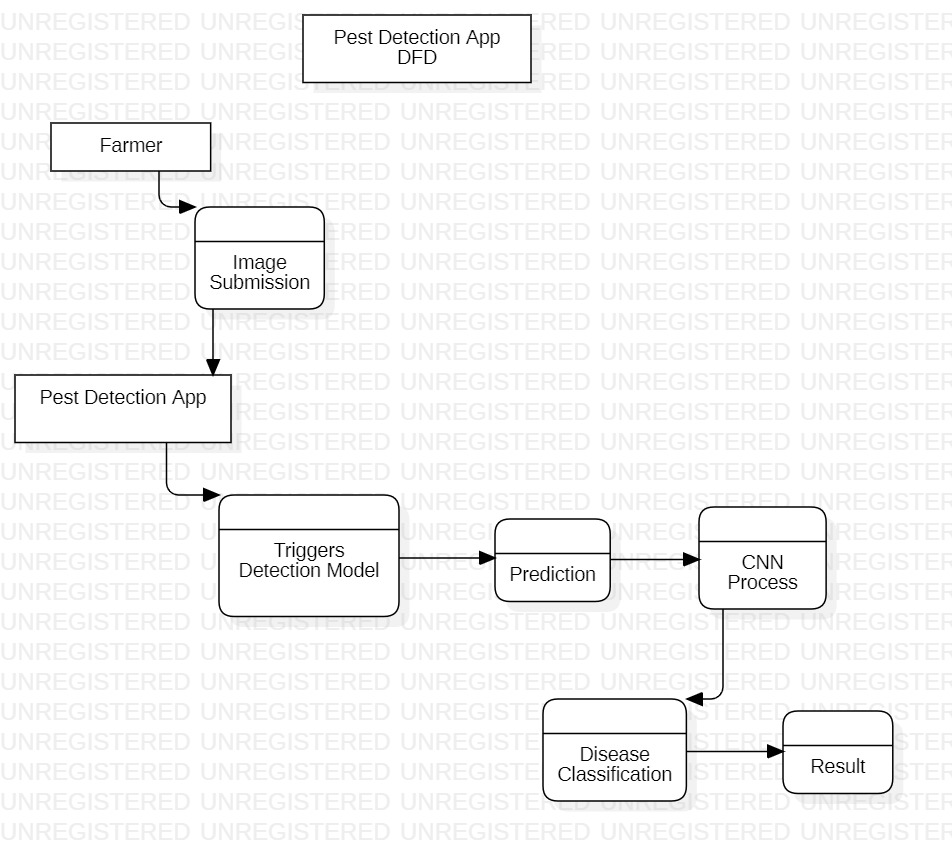 Pest Detection App
DFD
Farmer
Image
Submission
Pest Detection App
Triggers
Detection Model
Prediction
CNN
Process
Disease
Classification
Result
UNREGISTERED UNREGISTERED UNREGISTERED UNREGISTERED